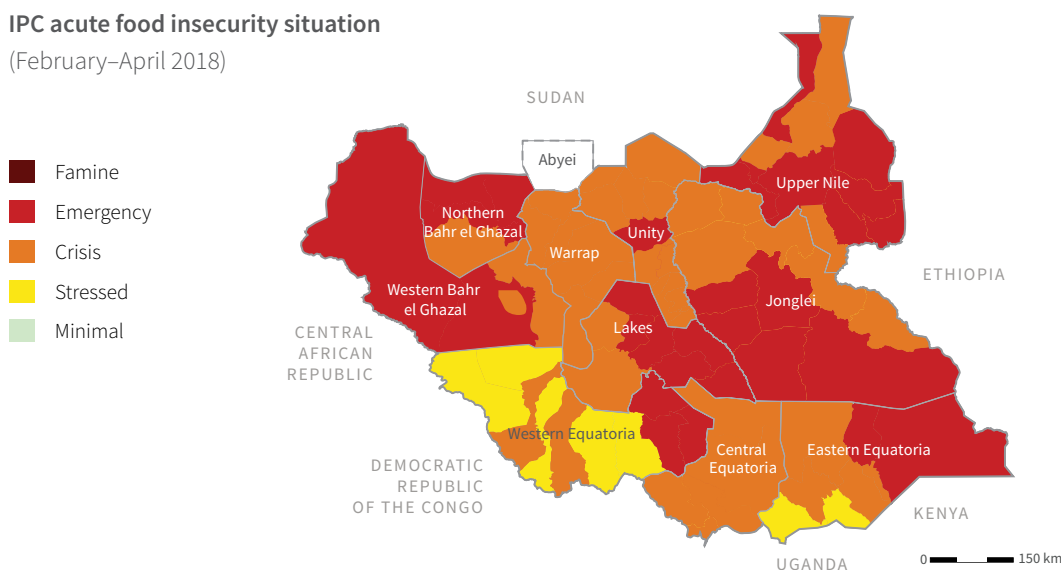 IPC acute food insecurity situation
(February–April 2018)
Famine
Emergency
Crisis
Stressed
Minimal
SUDAN
Abyei
Upper Nile
Northern
Bahr el Ghazal
Unity
Warrap
ETHIOPIA
Western Bahr
el Ghazal
Jonglei
Lakes
CENTRAL
AFRICAN
REPUBLIC
Western Equatoria
Central
Equatoria
Eastern Equatoria
DEMOCRATIC
REPUBLIC
OF THE CONGO
KENYA
UGANDA
0 150 km